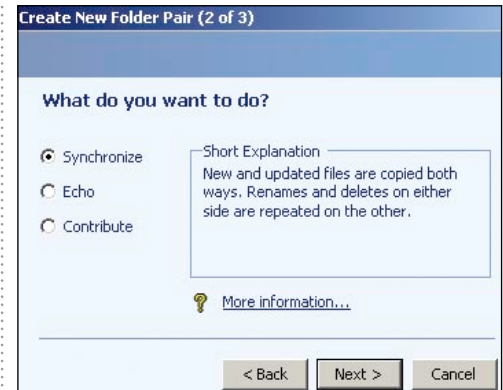 Create New Folder Pair (2 of 3)
What do you want to do?
Synchronize
Echo
Contribute
Short Explanation
New and updated files are copied both
ways. Renames and deletes on either
side are repeated on the other.
More information...
< Back
Next >
Cancel